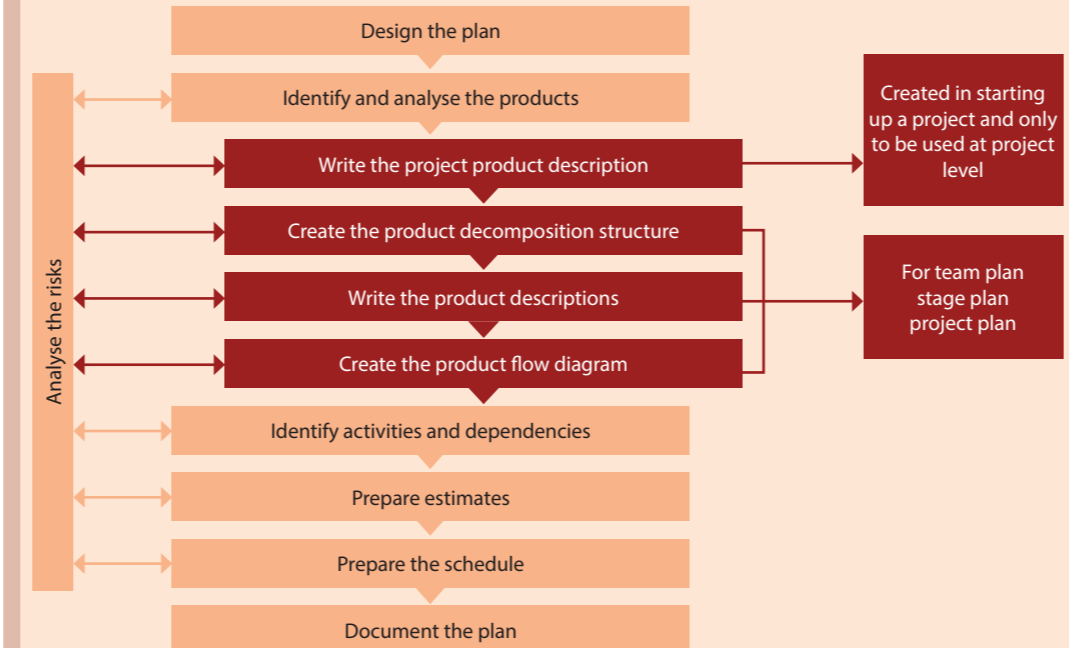 Design the plan
Identify and analyse the products
Write the project product description
Create the product decomposition structure
Write the product descriptions
Create the product flow diagram
Identify activities and dependencies
Prepare estimates
Prepare the schedule
Document the plan
Analyse the risks
Created in starting
up a project and only
to be used at project
level
For team plan
stage plan
project plan